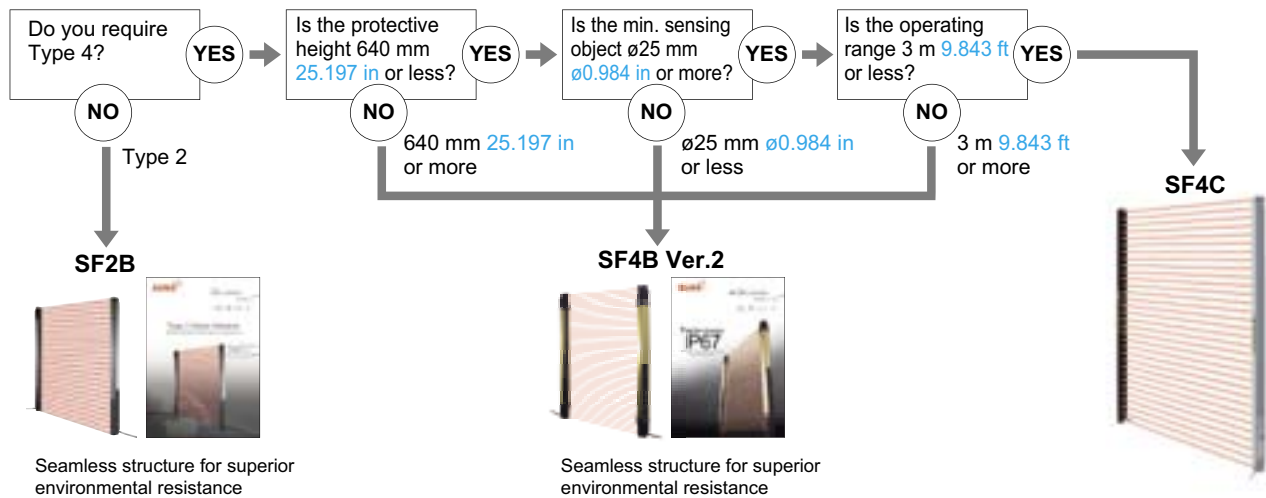 Do you require
Type 4?
YES
NO
Type 2
Is the protective
height 640 mm
25.197 in or less?
YES
NO
640 mm 25.197 in
or more
Is the min. sensing
object ø25 mm
ø0.984 in or more?
YES
NO
ø25 mm ø0.984 in
or less
Is the operating
range 3 m 9.843 ft
or less?
YES
NO
3 m 9.843 ft
or more
SF4C
SF2B
SF4B Ver.2
IP67
Seamless structure for superior
environmental resistance
Seamless structure for superior
environmental resistance